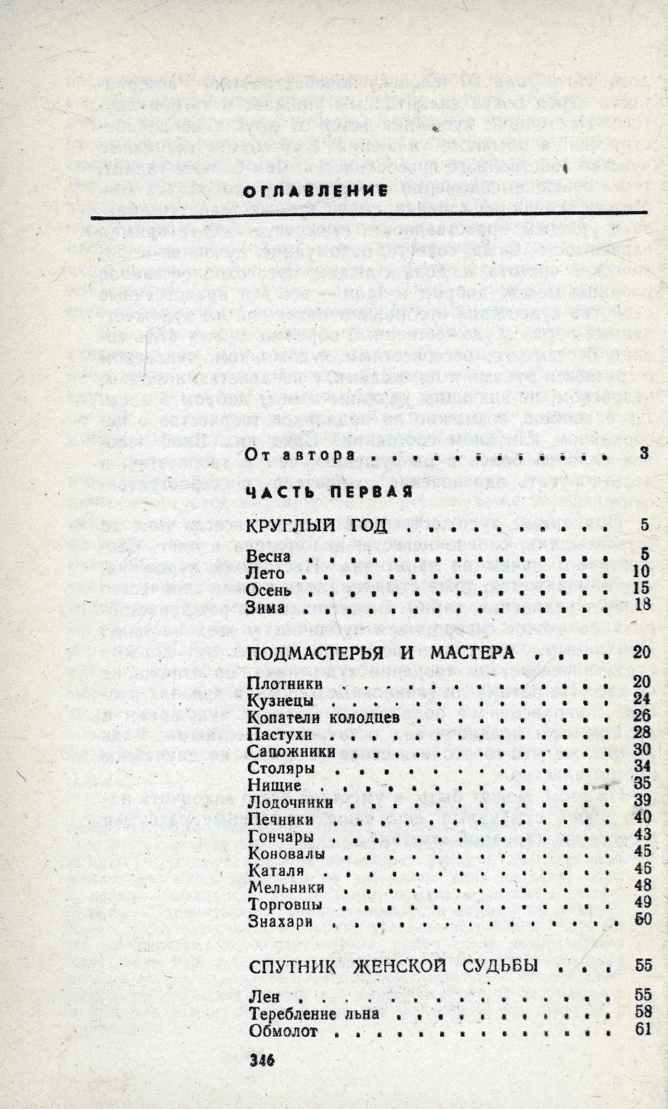 ОГЛАВЛЕНИЕ
От автора . . . . . . . . . . . . 3
ЧАСТЬ ПЕРВАЯ
КРУГЛЫЙ ГОД . . . . . . . . . . . 5
Весна . . . . . . . . . . . . . . 5
Лето . . . . . . . . . . . . . . 10
Осень . . . . . . . . . . . . . . 15
Зима . . . . . . . . . . . . . . 18
ПОДМАСТЕРЬЯ И МАСТЕРА . . . . . 20
Плотники . . . . . . . . . . . . 20
Кузнецы . . . . . . . . . . . . . 24
Копатели колодцев . . . . . . . . 26
Пастухи . . . . . . . . . . . . . 28
Сапожники . . . . . . . . . . . . 30
Столяры . . . . . . . . . . . . . 34
Нищие . . . . . . . . . . . . . . 35
Лодочники . . . . . . . . . . . . 39
Печники . . . . . . . . . . . . . 40
Гончары . . . . . . . . . . . . . 43
Коновалы . . . . . . . . . . . . 45
Каталя . . . . . . . . . . . . . 46
Мельники . . . . . . . . . . . . 48
Торговцы . . . . . . . . . . . . 49
Знахари . . . . . . . . . . . . . 50
СПУТНИК ЖЕНСКОЙ СУДЬБЫ . . . 55
Лен . . . . . . . . . . . . . . . 55
Теребление льна . . . . . . . . . 58
Обмолот . . . . . . . . . . . . . 61
346